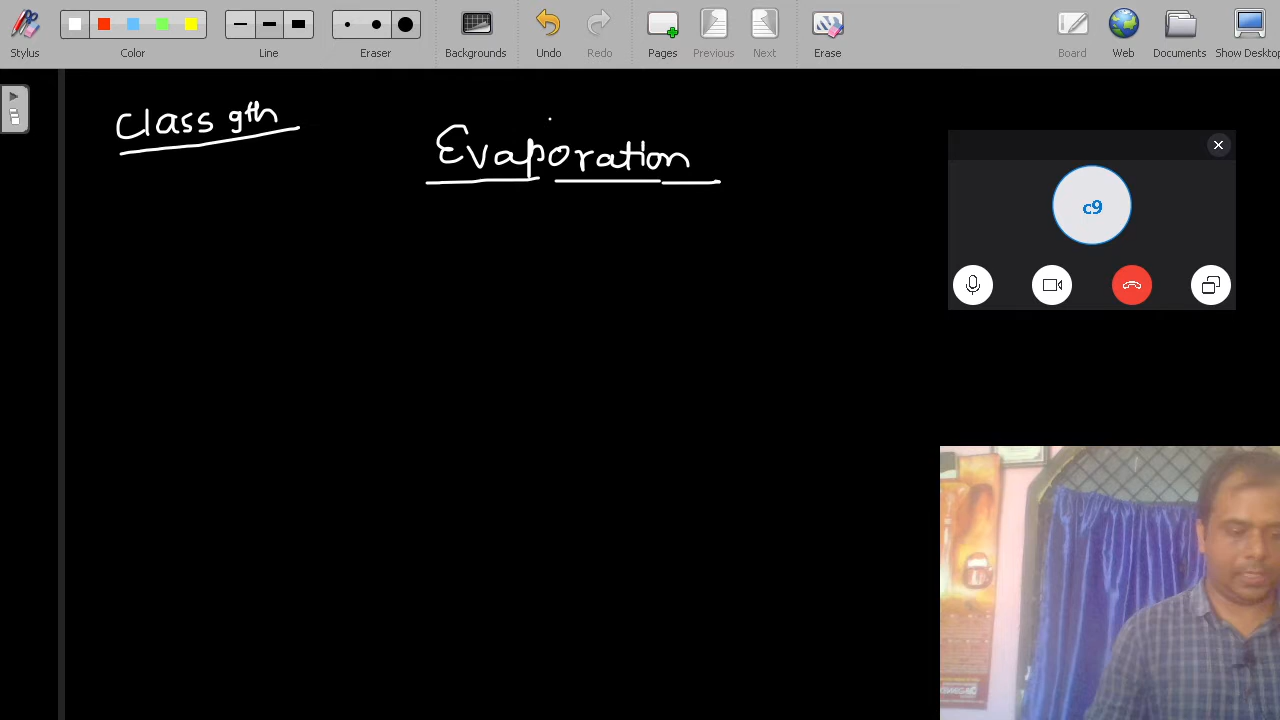 Stylus
Color
Line
Eraser
Backgrounds
Undo
Redo
Pages
Previous
Next
Erase
Board
Web
Documents
Show Deskto
Class 9th
Evaporation
c9